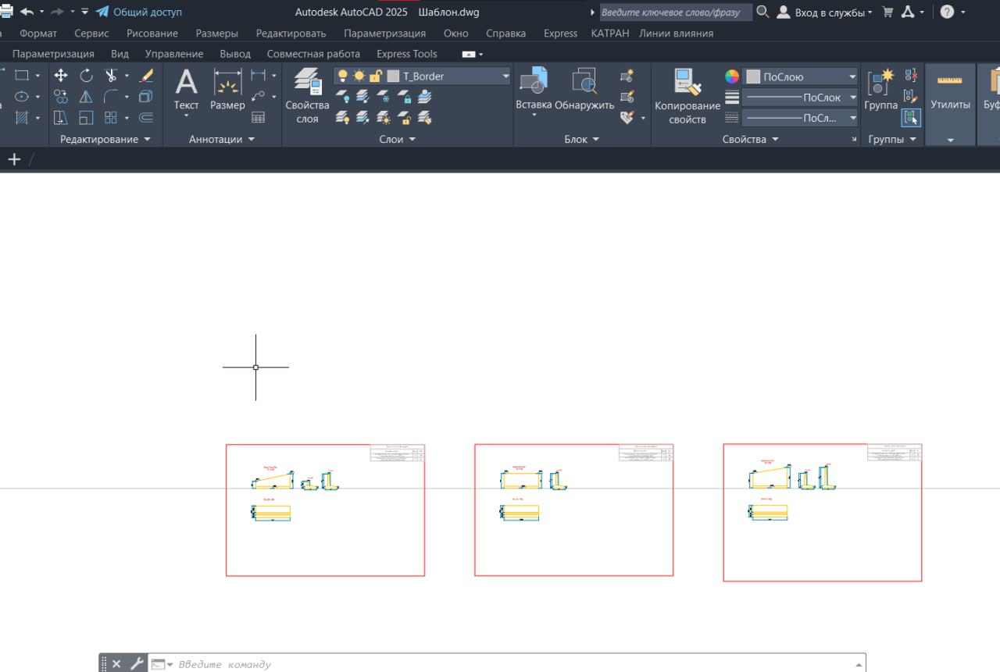 Общий доступ
Autodesk AutoCAD 2025 Шаблон.dwg
Введите ключевое слово/фразу
Вход в службы
Формат Сервис Рисование Размеры Редактировать Параметризация Окно Справка Express КАТРАН Линии влияния
Параметризация Вид Управление Вывод Совместная работа Express Tools
T_Border
ПоСлою
Текст Размер Свойства слоя
Вставка Обнаружить
Копирование свойств
ПоСлок
ПоСл...
Группа
Утилиты
Буф
Редактирование
Аннотации
Слои
Блок
Свойства
Группы
Введите команду